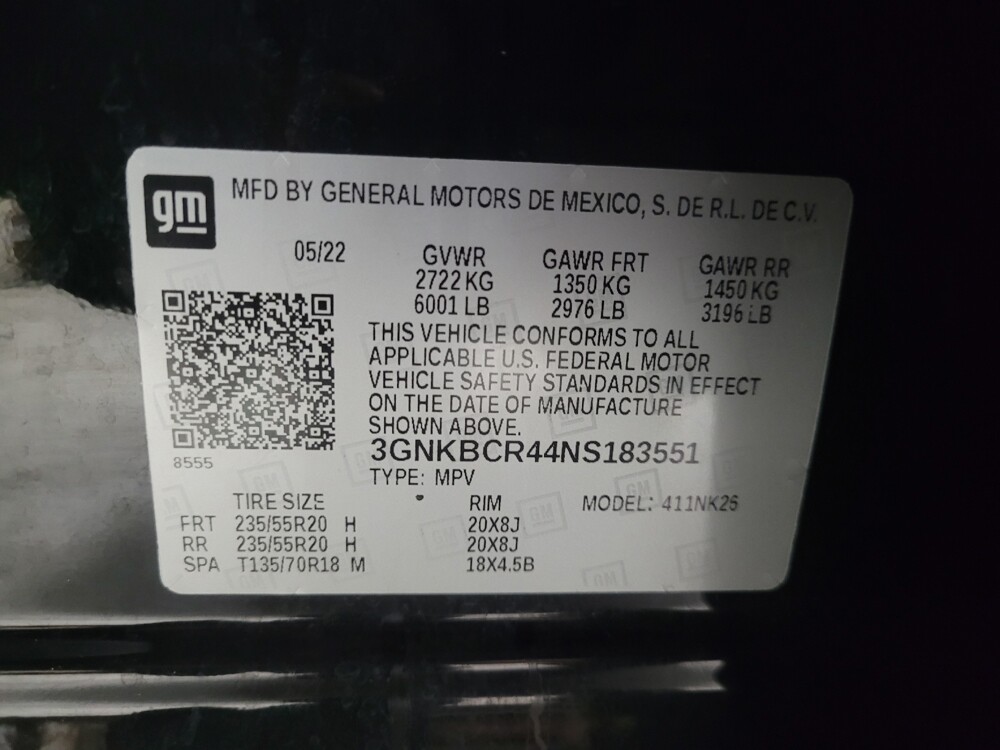 gm
MFD BY GENERAL MOTORS DE MEXICO, S. DE R.L. DE C.V.
05/22 GVWR GAWR FRT GAWR RR
2722 KG 1350 KG 1450 KG
6001 LB 2976 LB 3196 LB
THIS VEHICLE CONFORMS TO ALL
APPLICABLE U.S. FEDERAL MOTOR
VEHICLE SAFETY STANDARDS IN EFFECT
ON THE DATE OF MANUFACTURE
SHOWN ABOVE.
3GNKBCR44NS183551
8555
TYPE: MPV
TIRE SIZE RIM MODEL: 411NK26
FRT 235/55R20 H 20X8J
RR 235/55R20 H 20X8J
SPA T135/70R18 M 18X4.5B